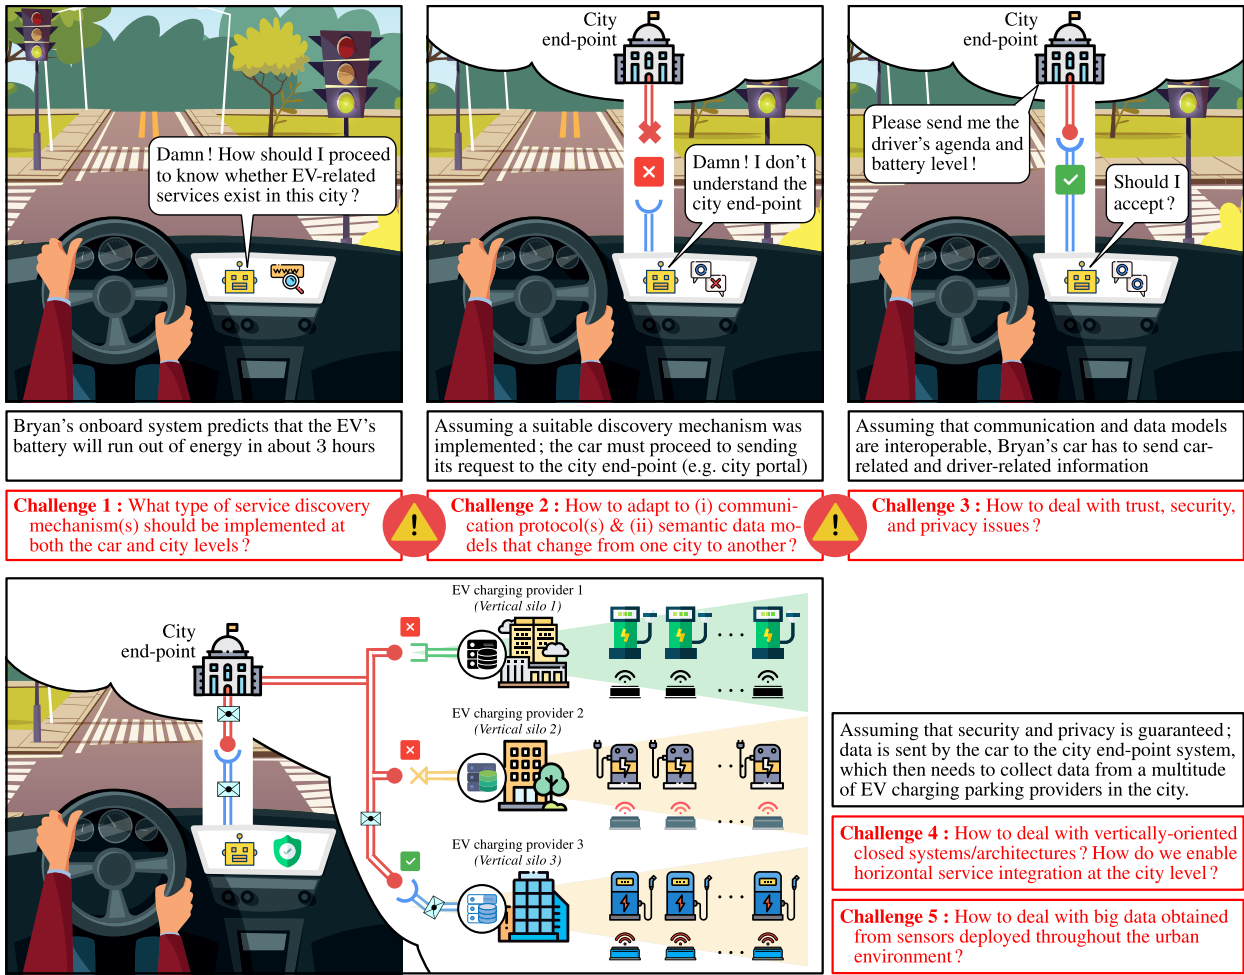 Damn! How should I proceed
to know whether EV-related
services exist in this city?
www
City
end-point
Damn! I don't
understand the
city end-point
City
end-point
Please send me the
driver's agenda and
battery level!
Should I
accept?
Bryan's onboard system predicts that the EV's
battery will run out of energy in about 3 hours
Assuming a suitable discovery mechanism was
implemented; the car must proceed to sending
its request to the city end-point (e.g. city portal)
Assuming that communication and data models
are interoperable, Bryan's car has to send car-
related and driver-related information
Challenge 1 : What type of service discovery
mechanism(s) should be implemented at
both the car and city levels?
Challenge 2 : How to adapt to (i) communi-
cation protocol(s) & (ii) semantic data mo-
dels that change from one city to another?
Challenge 3 : How to deal with trust, security,
and privacy issues?
City
end-point
EV charging provider 1
(Vertical silo 1)
EV charging provider 2
(Vertical silo 2)
EV charging provider 3
(Vertical silo 3)
Assuming that security and privacy is guaranteed;
data is sent by the car to the city end-point system,
which then needs to collect data from a multitude
of EV charging parking providers in the city.
Challenge 4 : How to deal with vertically-oriented
closed systems/architectures? How do we enable
horizontal service integration at the city level?
Challenge 5 : How to deal with big data obtained
from sensors deployed throughout the urban
environment?